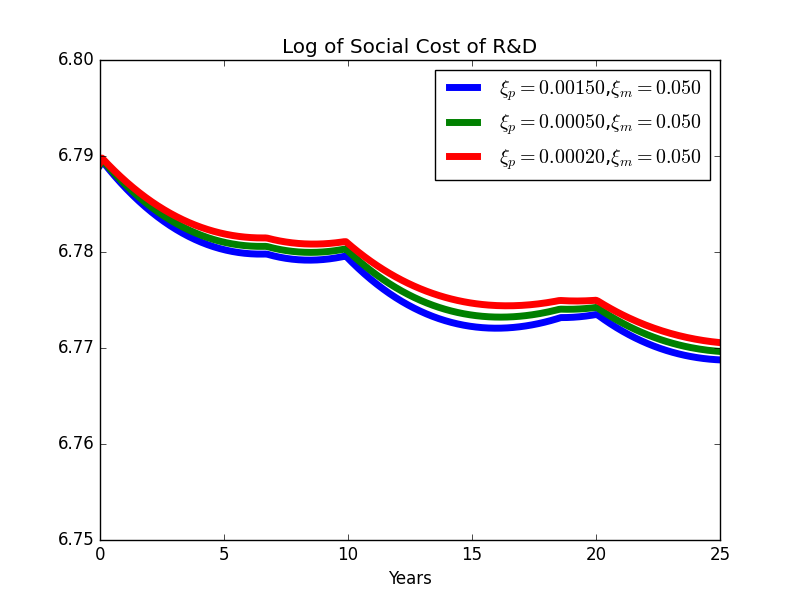 Log of Social Cost of R&D
6.80
6.79
6.78
6.77
6.76
6.75
ξp = 0.00150,ξm = 0.050
ξp = 0.00050,ξm = 0.050
ξp = 0.00020,ξm = 0.050
0 5 10 15 20 25
Years